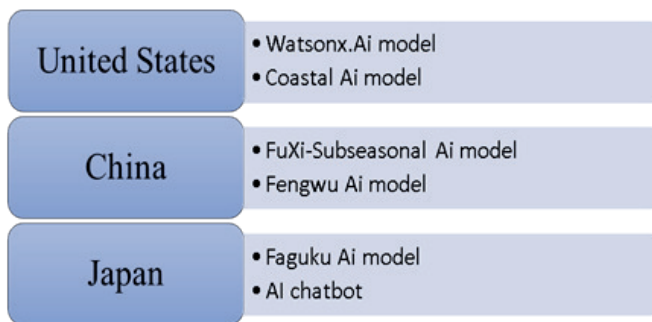 United States
• Watsonx.Ai model
• Coastal Ai model
China
• FuXi-Subseasonal Ai model
• Fengwu Ai model
Japan
• Faguku Ai model
• AI chatbot